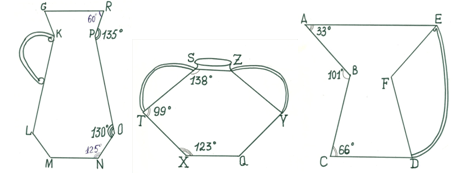 G R
60°
K P 135°
L 130° O
125°
M N
S Z
138°
T 99° Y
123°
X Q
A E
33°
101° B F
66°
C D